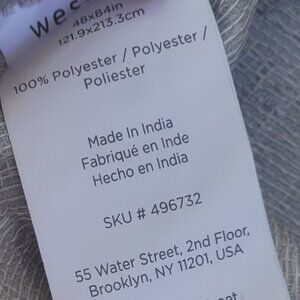 48x84in
121.9x213.3cm
100% Polyester / Polyester /
Poliester
Made In India
Fabriqué en Inde
Hecho en India
SKU # 496732
55 Water Street, 2nd Floor,
Brooklyn, NY 11201, USA